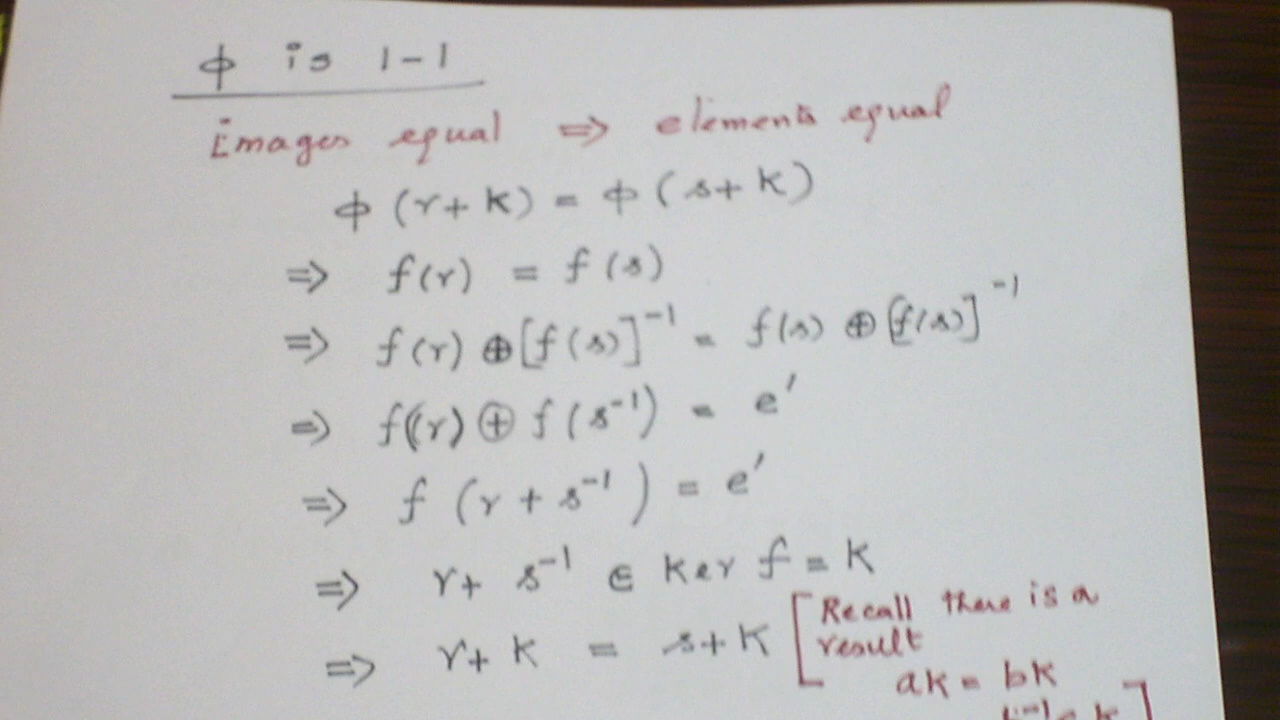 ϕ is 1-1
Images equal ⇒ elements equal
ϕ (r+K) = ϕ (s+K)
⇒ f(r) = f(s)
⇒ f(r) ⊕ [f(s)]⁻¹ = f(s) ⊕ [f(s)]⁻¹
⇒ f(r) ⊕ f(s⁻¹) = e′
⇒ f (r + s⁻¹) = e′
⇒ r+ s⁻¹ ∈ Ker f = K
⇒ r+ K = s+K [Recall there is a
result
aK = bK